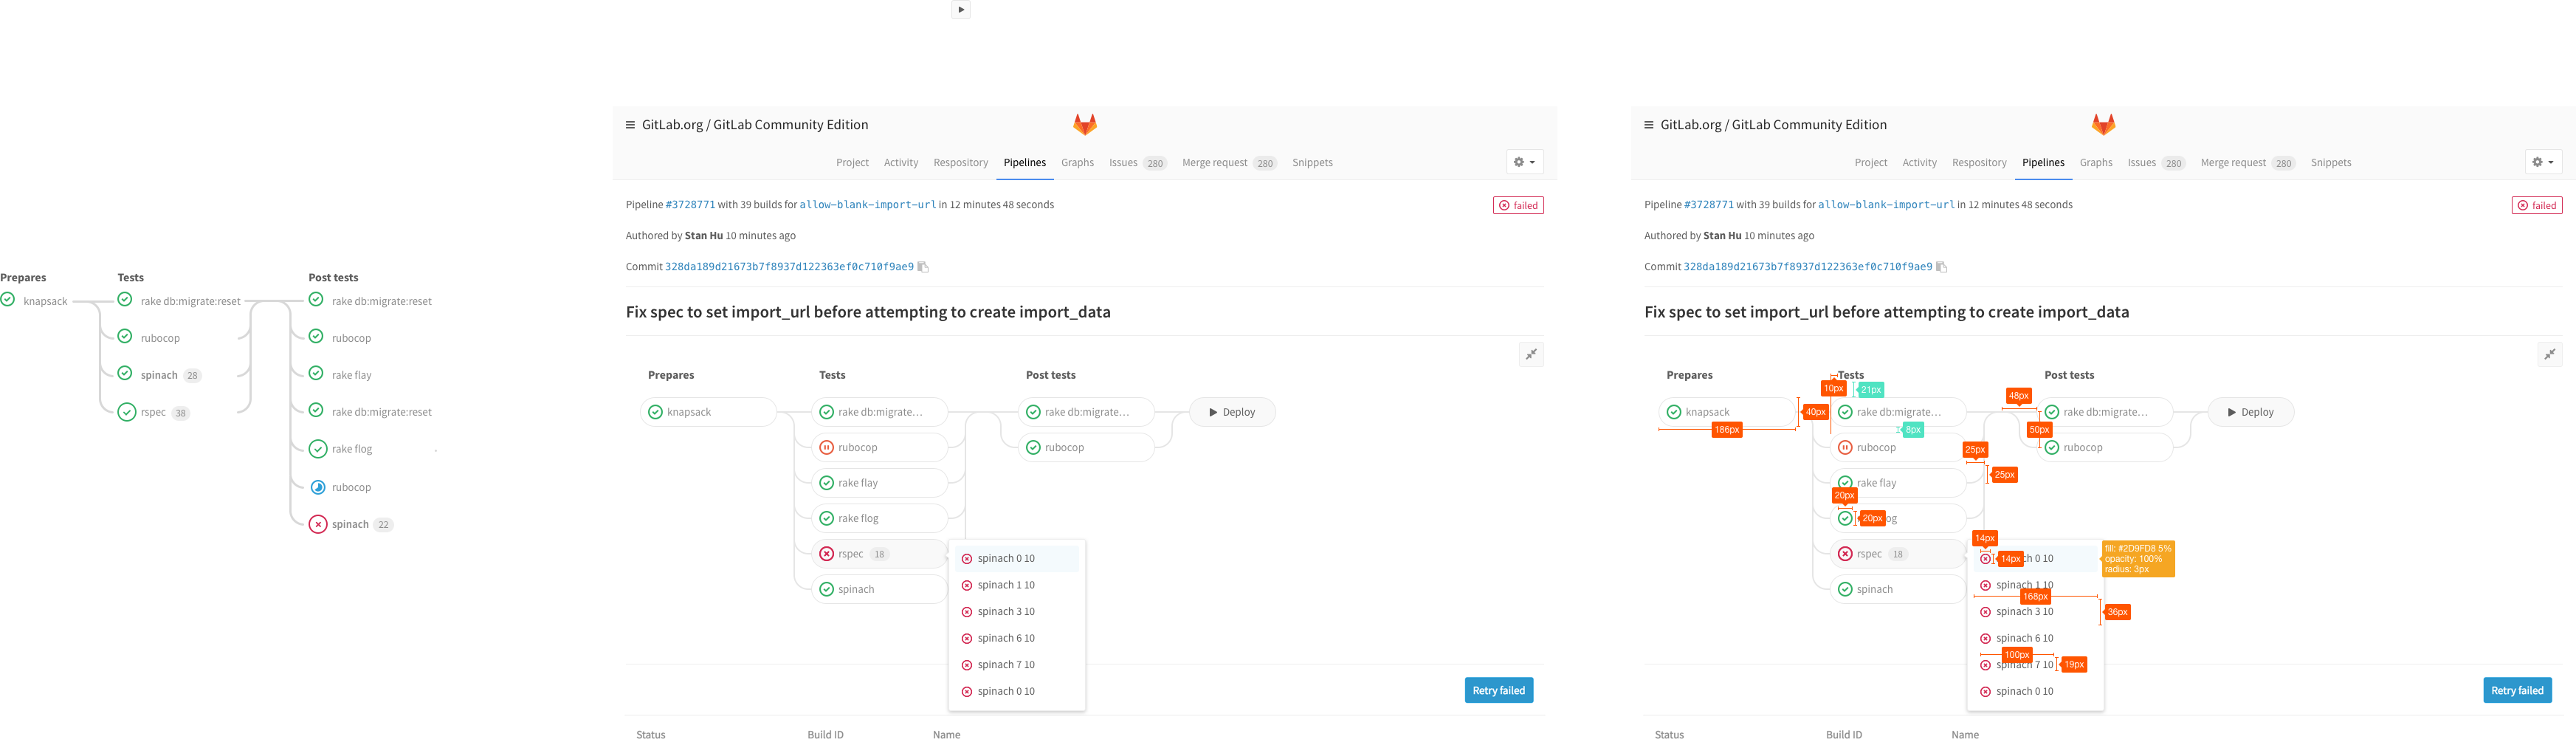 Prepares
Tests
Post tests
knapsack
rake db:migrate:reset
rake db:migrate:reset
rubocop
rubocop
spinach 28
rake flay
rspec 38
rake db:migrate:reset
rake flog
rubocop
spinach 22
GitLab.org / GitLab Community Edition
Project Activity Respository Pipelines Graphs Issues 280 Merge request 280 Snippets
Pipeline #3728771 with 39 builds for allow-blank-import-url in 12 minutes 48 seconds
failed
Authored by Stan Hu 10 minutes ago
Commit 328da189d21673b7f8937d122363ef0c710f9ae9
Fix spec to set import_url before attempting to create import_data
Prepares
Tests
Post tests
knapsack
rake db:migrate...
rake db:migrate...
Deploy
rubocop
rubocop
rake flay
rake flog
rspec 18
spinach
spinach 0 10
spinach 1 10
spinach 3 10
spinach 6 10
spinach 7 10
spinach 0 10
Retry failed
Status
Build ID
Name
GitLab.org / GitLab Community Edition
Project Activity Respository Pipelines Graphs Issues 280 Merge request 280 Snippets
Pipeline #3728771 with 39 builds for allow-blank-import-url in 12 minutes 48 seconds
failed
Authored by Stan Hu 10 minutes ago
Commit 328da189d21673b7f8937d122363ef0c710f9ae9
Fix spec to set import_url before attempting to create import_data
Prepares
Tests
Post tests
10px
21px
48px
knapsack
40px
rake db:migrate...
rake db:migrate...
Deploy
186px
8px
50px
rubocop
rubocop
25px
25px
rake flay
20px
20px
14px
rspec 18
14px
0 10
fill: #2D9FD8 5%
opacity: 100%
radius: 3px
spinach
spinach 1 10
168px
spinach 3 10
36px
spinach 6 10
100px
spinach 7 10
19px
spinach 0 10
Retry failed
Status
Build ID
Name